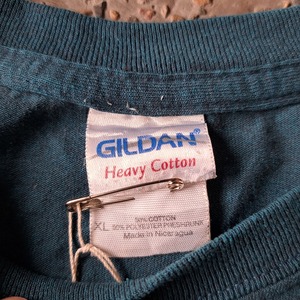 GILDAN®
Heavy Cotton
50% COTTON
XL 50% POLYESTER PRESHRUNK
Made in Nicaragua